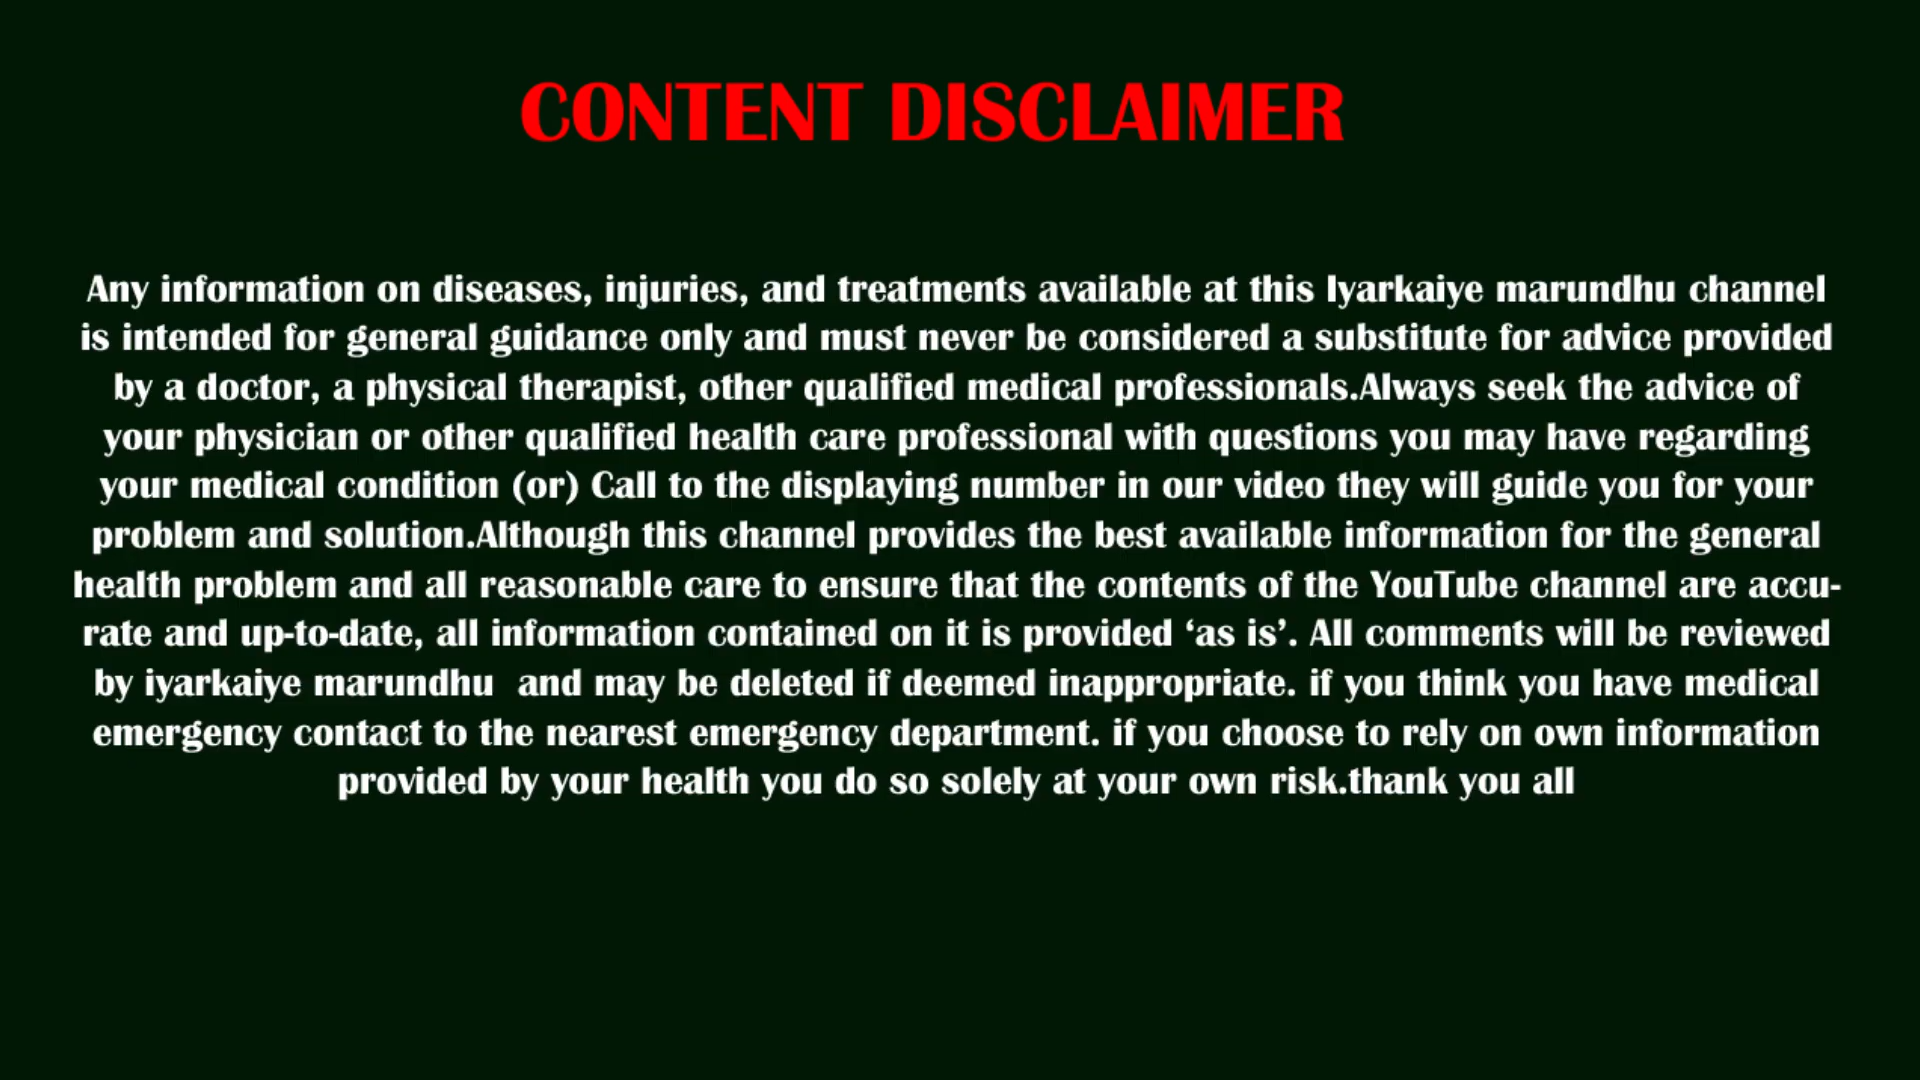 CONTENT DISCLAIMER
Any information on diseases, injuries, and treatments available at this Iyarkaiye marundhu channel
is intended for general guidance only and must never be considered a substitute for advice provided
by a doctor, a physical therapist, other qualified medical professionals.Always seek the advice of
your physician or other qualified health care professional with questions you may have regarding
your medical condition (or) Call to the displaying number in our video they will guide you for your
problem and solution.Although this channel provides the best available information for the general
health problem and all reasonable care to ensure that the contents of the YouTube channel are accu-
rate and up-to-date, all information contained on it is provided ‘as is’. All comments will be reviewed
by iyarkaiye marundhu  and may be deleted if deemed inappropriate. if you think you have medical
emergency contact to the nearest emergency department. if you choose to rely on own information
provided by your health you do so solely at your own risk.thank you all